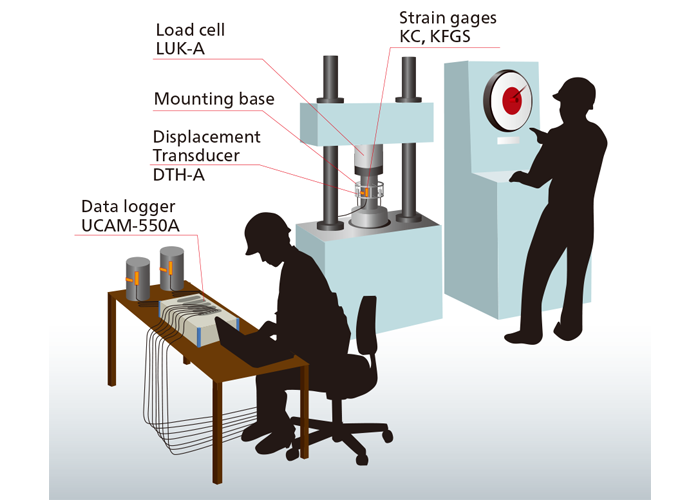 Strain gages
KC, KFGS
Load cell
LUK-A
Mounting base
Displacement
Transducer
DTH-A
Data logger
UCAM-550A